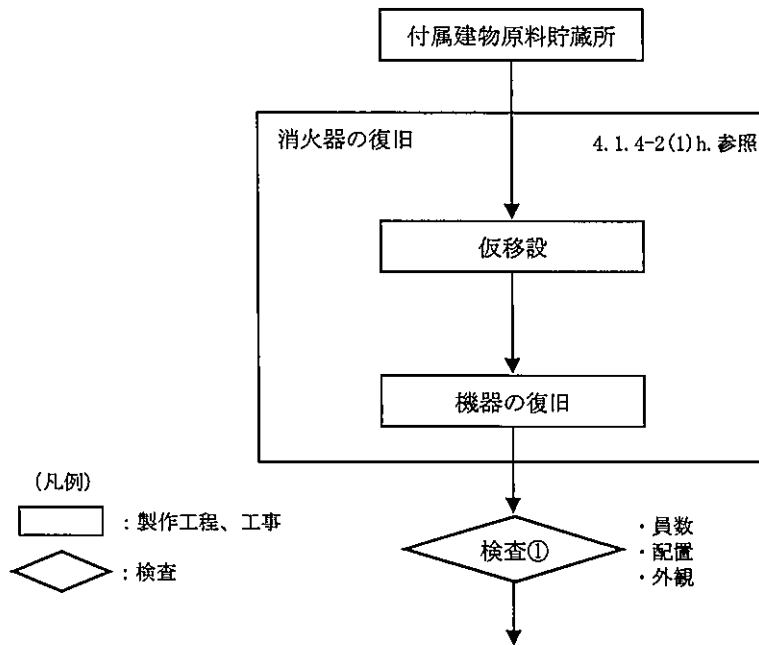 付属建物原料貯蔵所
消火器の復旧
4.1.4-2(1)h.参照
仮移設
機器の復旧
(凡例)
：製作工程、工事
：検査
検査①
・員数
・配置
・外観